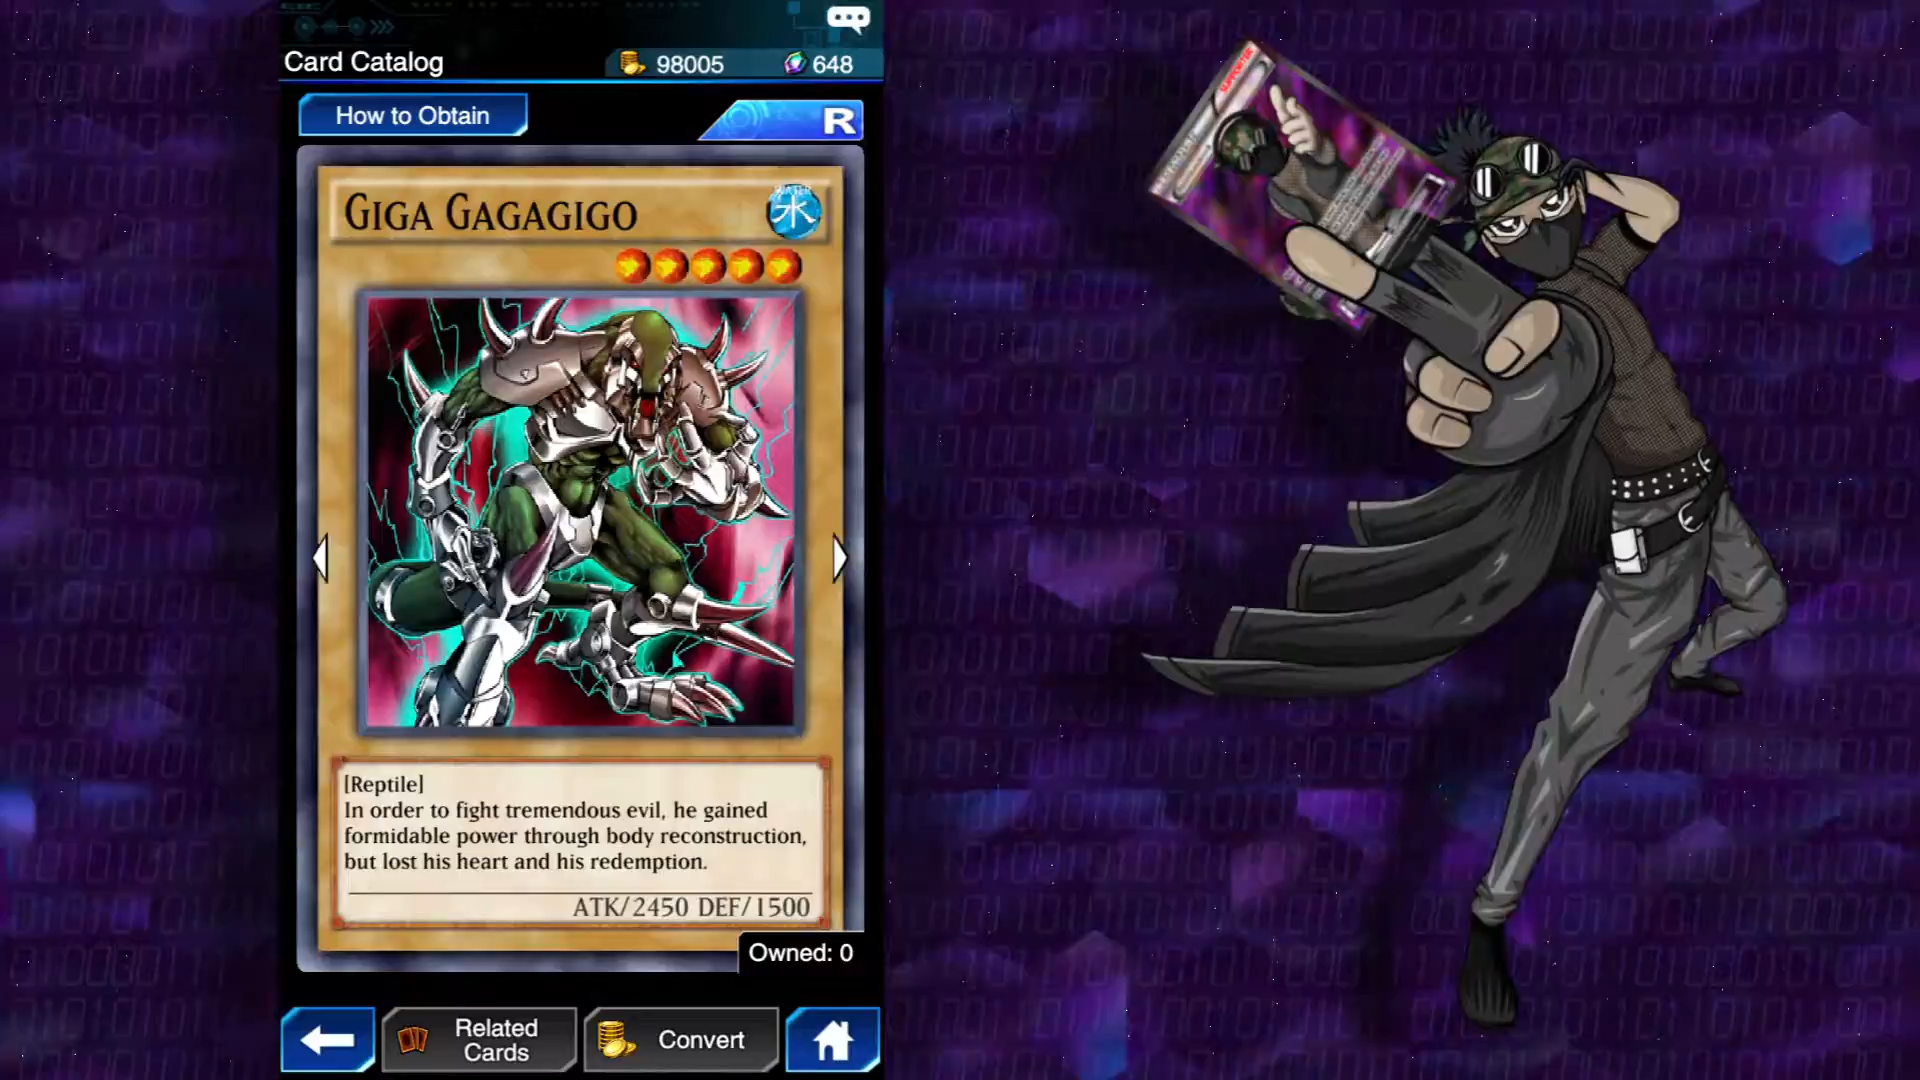 Card Catalog
98005
648
How to Obtain
R
GIGA GAGAGIGO
WATER
水
[Reptile]
In order to fight tremendous evil, he gained
formidable power through body reconstruction,
but lost his heart and his redemption.
ATK/2450 DEF/1500
Owned: 0
Related
Cards
Convert